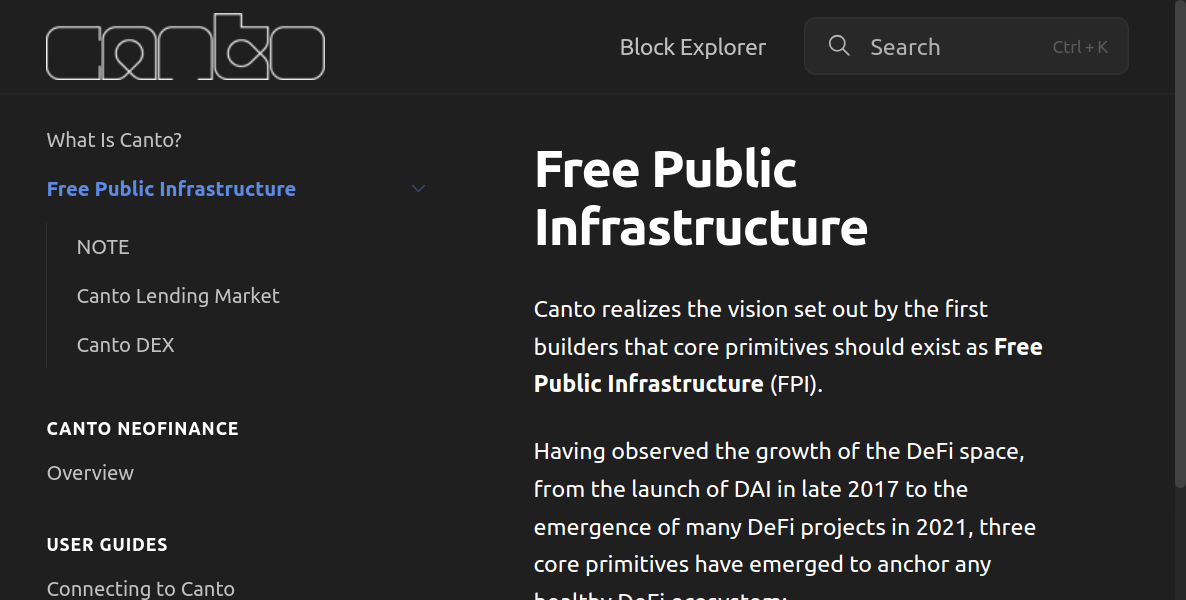 canto
Block Explorer
Search
Ctrl + K
What Is Canto?
Free Public Infrastructure
NOTE
Canto Lending Market
Canto DEX
CANTO NEOFINANCE
Overview
USER GUIDES
Connecting to Canto
Free Public
Infrastructure
Canto realizes the vision set out by the first
builders that core primitives should exist as Free
Public Infrastructure (FPI).
Having observed the growth of the DeFi space,
from the launch of DAI in late 2017 to the
emergence of many DeFi projects in 2021, three
core primitives have emerged to anchor any
healthy DeFi ecosystem: